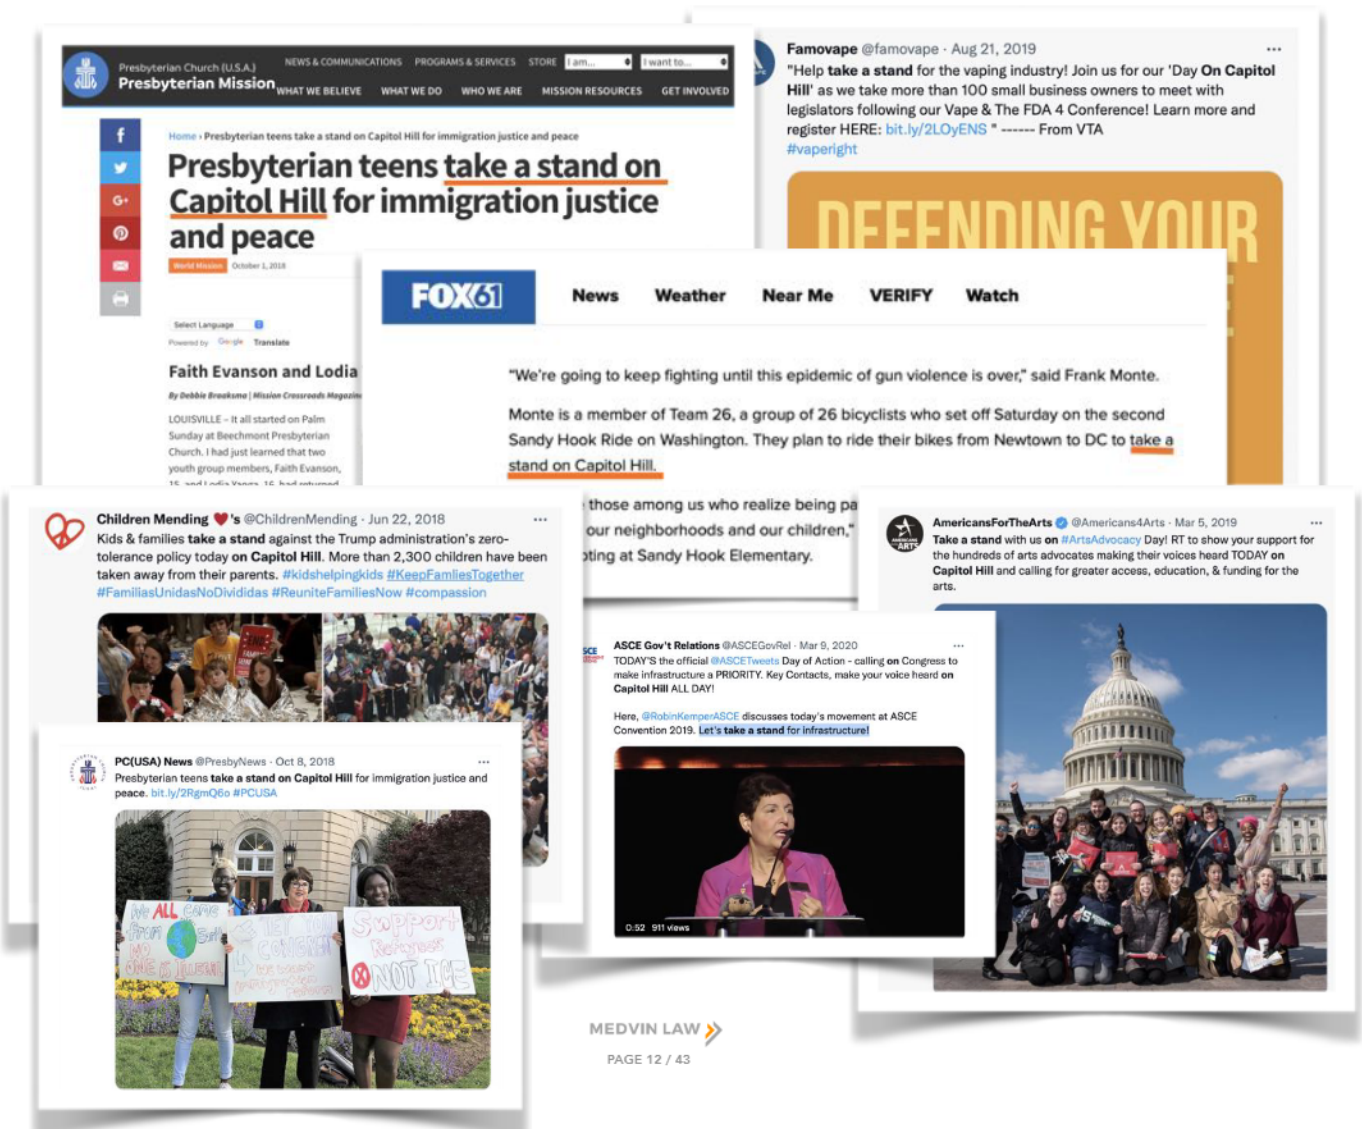 Presbyterian Church (U.S.A.)
Presbyterian Mission
NEWS & COMMUNICATIONS PROGRAMS & SERVICES STORE I am... I want to...
WHAT WE BELIEVE WHAT WE DO WHO WE ARE MISSION RESOURCES GET INVOLVED
Home › Presbyterian teens take a stand on Capitol Hill for immigration justice and peace
Presbyterian teens take a stand on
Capitol Hill for immigration justice
and peace
World Mission October 1, 2018
Select Language
Powered by Google Translate
Faith Evanson and Lodia
By Debbie Braaksma | Mission Crossroads Magazine
LOUISVILLE – It all started on Palm
Sunday at Beechmont Presbyterian
Church. I had just learned that two
youth group members, Faith Evanson,
15, and Lodia Yanga, 16, had returned
Famovape @famovape · Aug 21, 2019
"Help take a stand for the vaping industry! Join us for our 'Day On Capitol
Hill' as we take more than 100 small business owners to meet with
legislators following our Vape & The FDA 4 Conference! Learn more and
register HERE: bit.ly/2LOyENS " ------ From VTA
#vaperight
DEFENDING YOUR
FOX61
News Weather Near Me VERIFY Watch
“We're going to keep fighting until this epidemic of gun violence is over,” said Frank Monte.
Monte is a member of Team 26, a group of 26 bicyclists who set off Saturday on the second
Sandy Hook Ride on Washington. They plan to ride their bikes from Newtown to DC to take a
stand on Capitol Hill.
those among us who realize being pa
our neighborhoods and our children,”
oting at Sandy Hook Elementary.
Children Mending ❤'s @ChildrenMending · Jun 22, 2018
Kids & families take a stand against the Trump administration's zero-
tolerance policy today on Capitol Hill. More than 2,300 children have been
taken away from their parents. #kidshelpingkids #KeepFamliesTogether
#FamiliasUnidasNoDivididas #ReuniteFamiliesNow #compassion
PC(USA) News @PresbyNews · Oct 8, 2018
Presbyterian teens take a stand on Capitol Hill for immigration justice and
peace. bit.ly/2RgmQ6o #PCUSA
We ALL came
from Earth
NO
ONE IS ILLEGAL
CONGREN
Support
Refugees
NOT ICE
ASCE Gov't Relations @ASCEGovRel · Mar 9, 2020
TODAY'S the official @ASCETweets Day of Action - calling on Congress to
make infrastructure a PRIORITY. Key Contacts, make your voice heard on
Capitol Hill ALL DAY!
Here, @RobinKemperASCE discusses today's movement at ASCE
Convention 2019. Let's take a stand for infrastructure!
0:52 911 views
AMERICANS
ARTS
AmericansForTheArts @Americans4Arts · Mar 5, 2019
Take a stand with us on #ArtsAdvocacy Day! RT to show your support for
the hundreds of arts advocates making their voices heard TODAY on
Capitol Hill and calling for greater access, education, & funding for the
arts.
MEDVIN LAW
PAGE 12 / 43